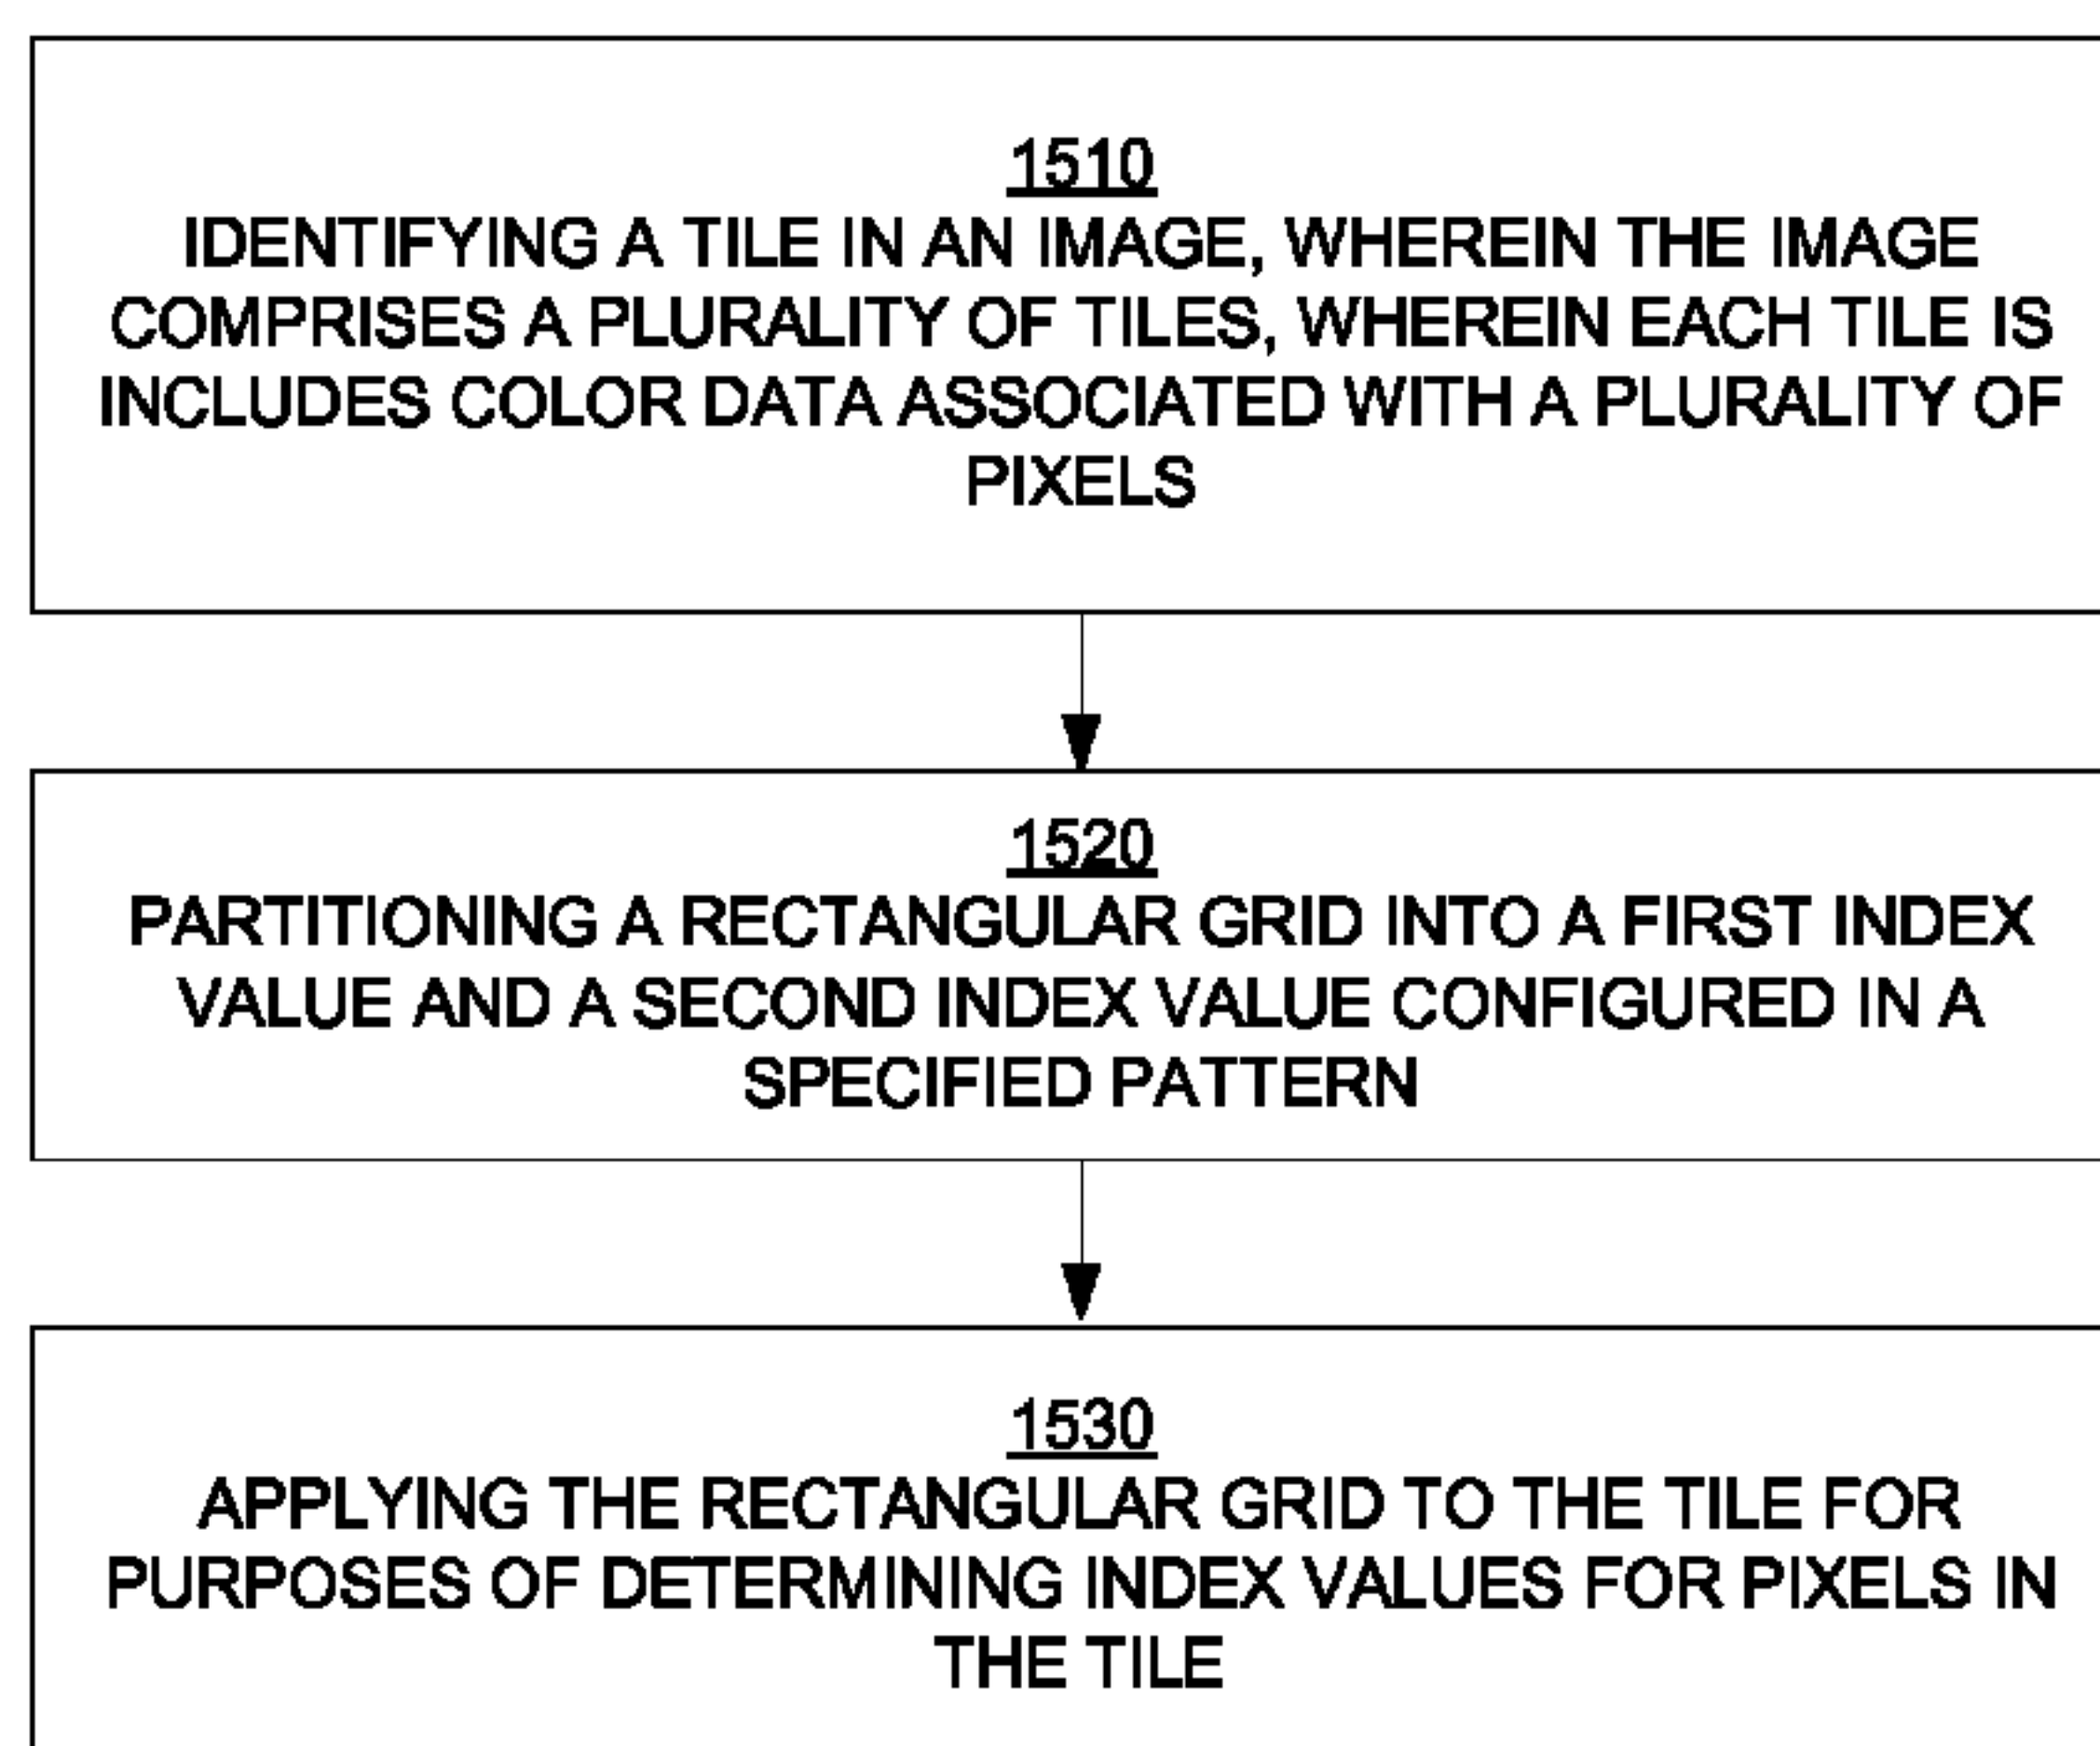 1510
IDENTIFYING A TILE IN AN IMAGE, WHEREIN THE IMAGE
COMPRISES A PLURALITY OF TILES, WHEREIN EACH TILE IS
INCLUDES COLOR DATA ASSOCIATED WITH A PLURALITY OF
PIXELS
1520
PARTITIONING A RECTANGULAR GRID INTO A FIRST INDEX
VALUE AND A SECOND INDEX VALUE CONFIGURED IN A
SPECIFIED PATTERN
1530
APPLYING THE RECTANGULAR GRID TO THE TILE FOR
PURPOSES OF DETERMINING INDEX VALUES FOR PIXELS IN
THE TILE